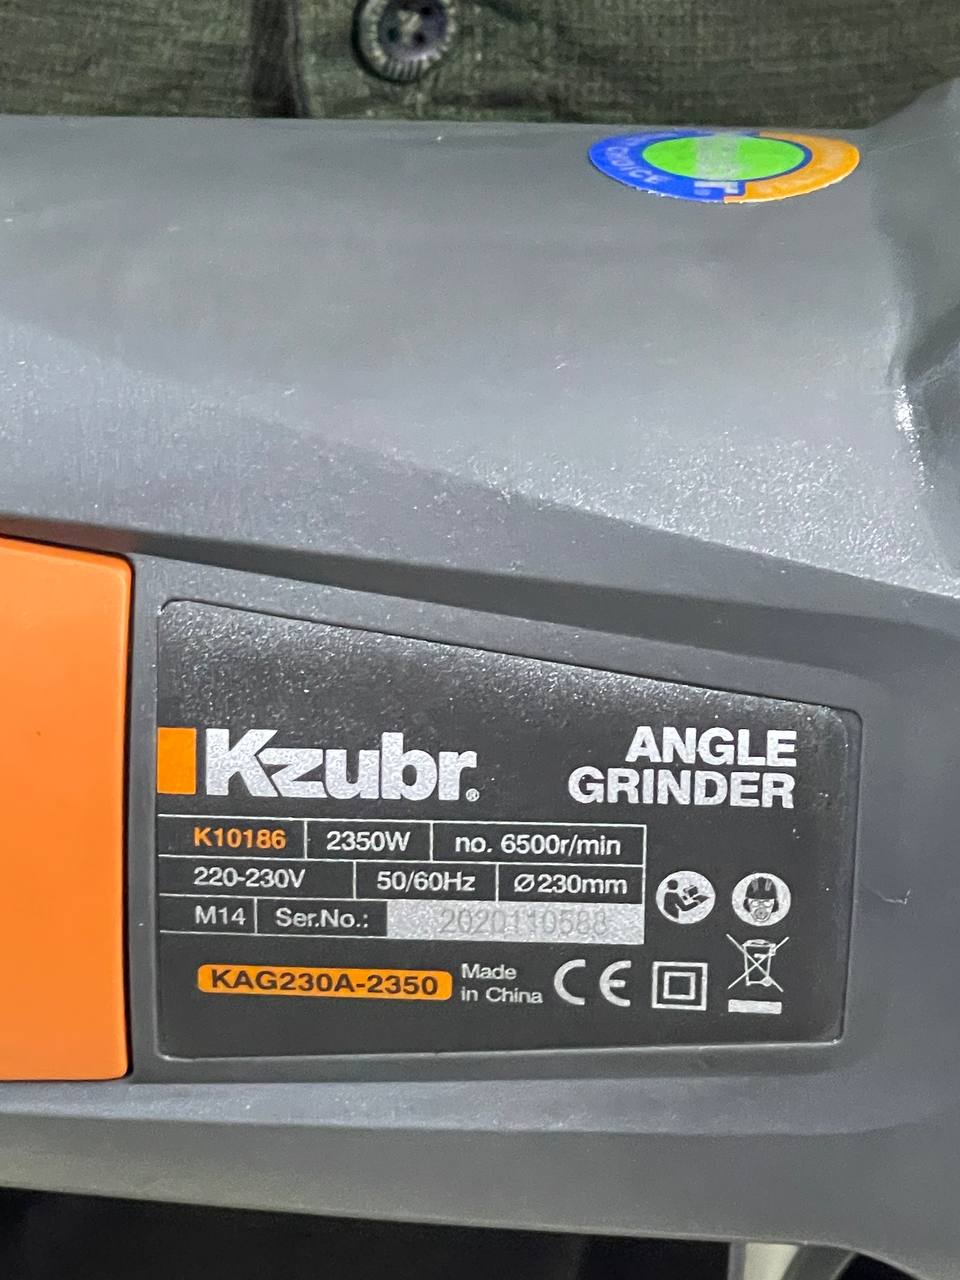 CHOICE
Kzubr®
ANGLE
GRINDER
K10186 2350W no. 6500r/min
220-230V 50/60Hz Ø230mm
M14 Ser.No.: 2020110588
KAG230A-2350
Made
in China
CE